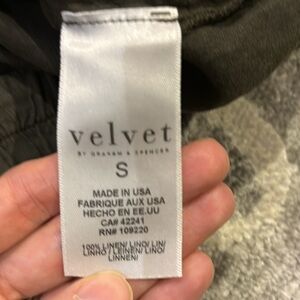 velvet
BY GRAHAM & SPENCER
S
MADE IN USA
FABRIQUE AUX USA
HECHO EN EE.UU
CA# 42241
RN# 109220
100% LINEN/ LINO/ LIN/
LINHO / LEINEN/ LINO/
LINNEN/